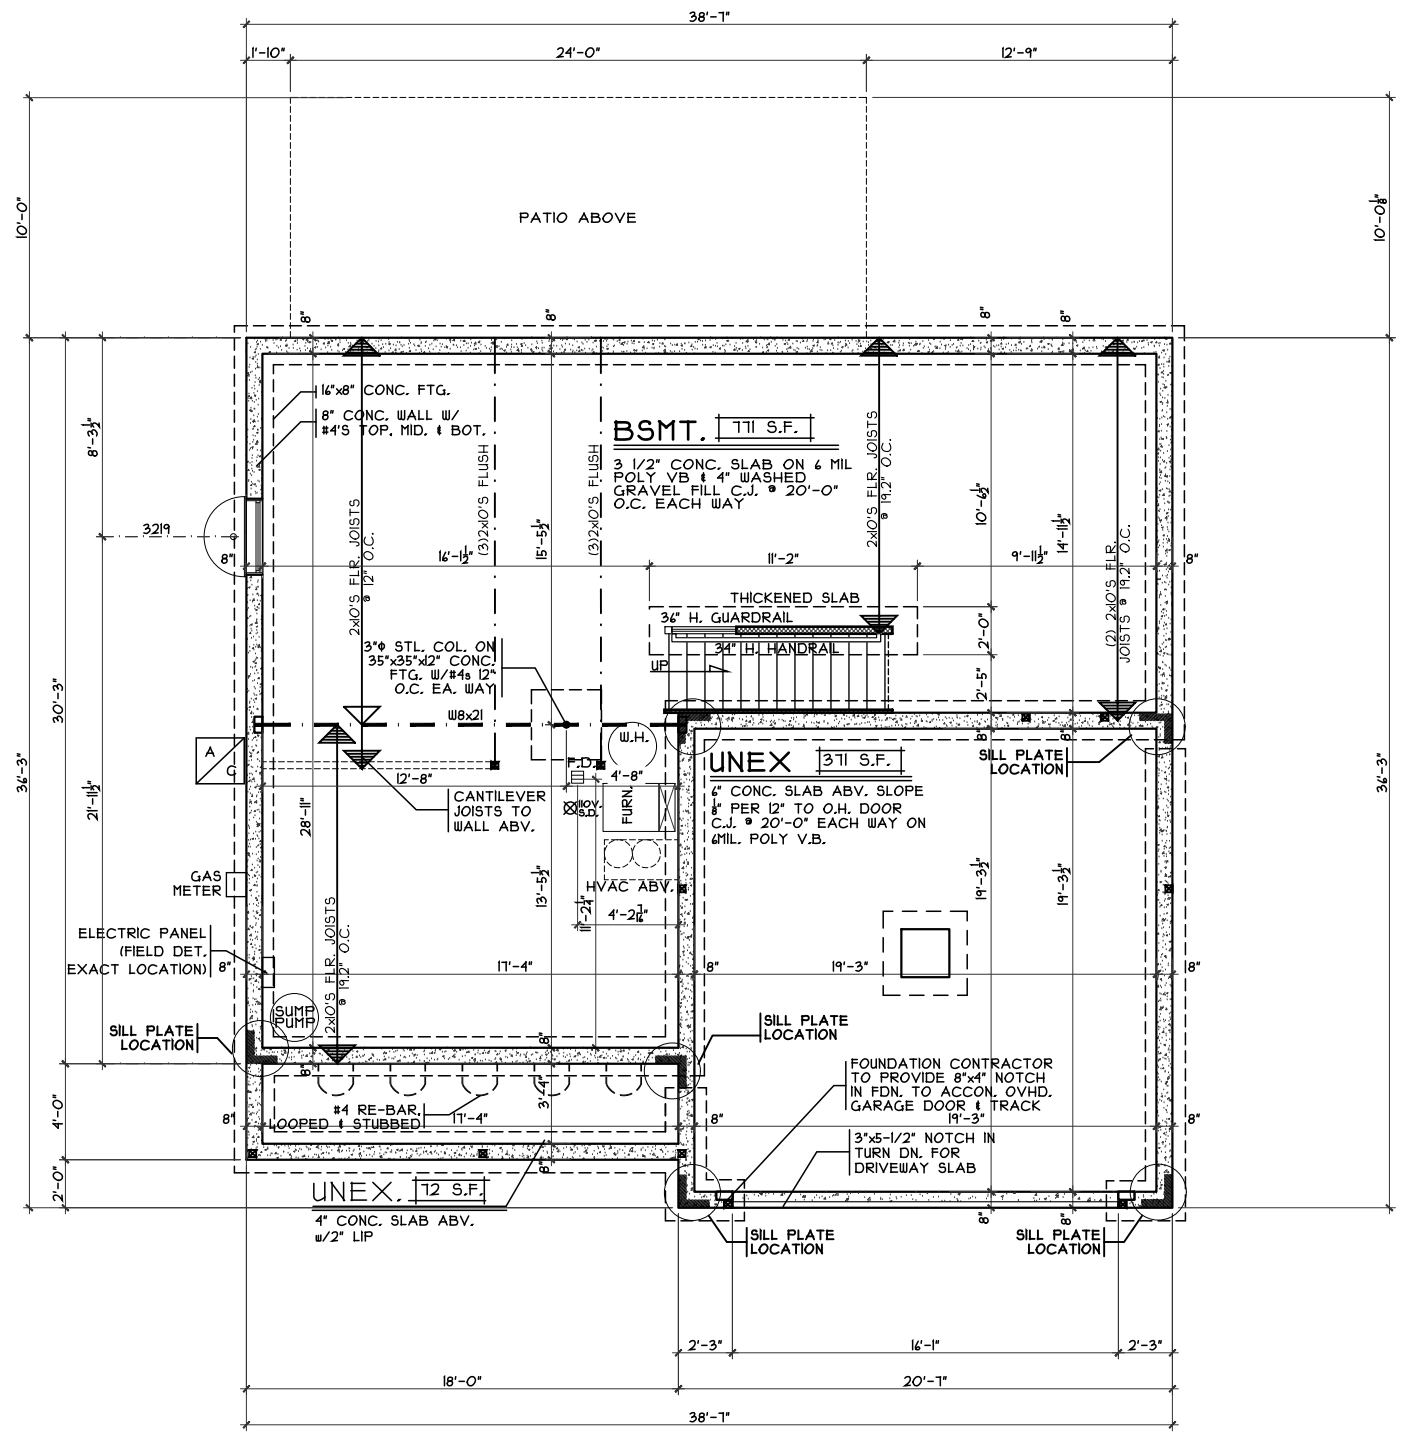 38'-7"
1'-10"
24'-0"
12'-9"
10'-0"
10'-0 1/8"
PATIO ABOVE
8"
8"
8"
8"
16"x8" CONC. FTG.
8" CONC. WALL W/
#4'S TOP, MID. & BOT.
8'-3 1/2"
BSMT. 771 S.F.
3 1/2" CONC. SLAB ON 6 MIL
POLY VB & 4" WASHED
GRAVEL FILL C.J. @ 20'-0"
O.C. EACH WAY
(3)2x10'S FLUSH
(3)2x10'S FLUSH
2x10'S FLR. JOISTS
@ 12" O.C.
2x10'S FLR. JOISTS
@ 19.2" O.C.
(2) 2x10'S FLR.
JOISTS @ 19.2" O.C.
10'-6 1/2"
14'-11 1/2"
15'-5 1/2"
3219
8"
16'-1 1/2"
11'-2"
9'-11 1/2"
8"
THICKENED SLAB
36" H. GUARDRAIL
34" H. HANDRAIL
UP
2'-0"
2'-5"
3"ϕ STL. COL. ON
35"x35"x12" CONC.
FTG. W/#4s 12"
O.C. EA. WAY
W8x21
30'-3"
36'-3"
36'-3"
21'-11 1/2"
A
C
W.H.
F.D.
12'-8"
4'-8"
FURN.
110V.
S.D.
CANTILEVER
JOISTS TO
WALL ABV.
28'-11"
8"
8"
UNEX 371 S.F.
6" CONC. SLAB ABV. SLOPE
1/8" PER 12" TO O.H. DOOR
C.J. @ 20'-0" EACH WAY ON
6MIL. POLY V.B.
SILL PLATE
LOCATION
GAS
METER
HVAC ABV.
13'-5 1/2"
11'-2 1/4"
4'-2 7/16"
19'-3 1/2"
19'-3 1/2"
ELECTRIC PANEL
(FIELD DET.
EXACT LOCATION)
8"
17'-4"
8"
19'-3"
8"
2x10'S FLR. JOISTS
@ 19.2" O.C.
SUMP
PUMP
SILL PLATE
LOCATION
SILL PLATE
LOCATION
8"
8"
3'-4"
4'-0"
FOUNDATION CONTRACTOR
TO PROVIDE 8"x4" NOTCH
IN FDN. TO ACCON. OVHD.
GARAGE DOOR & TRACK
#4 RE-BAR,
LOOPED & STUBBED
8"
17'-4"
8"
19'-3"
8"
3"x5-1/2" NOTCH IN
TURN DN. FOR
DRIVEWAY SLAB
8"
2'-0"
UNEX. 72 S.F.
4" CONC. SLAB ABV.
w/2" LIP
8"
8"
SILL PLATE
LOCATION
SILL PLATE
LOCATION
2'-3"
16'-1"
2'-3"
18'-0"
20'-7"
38'-7"